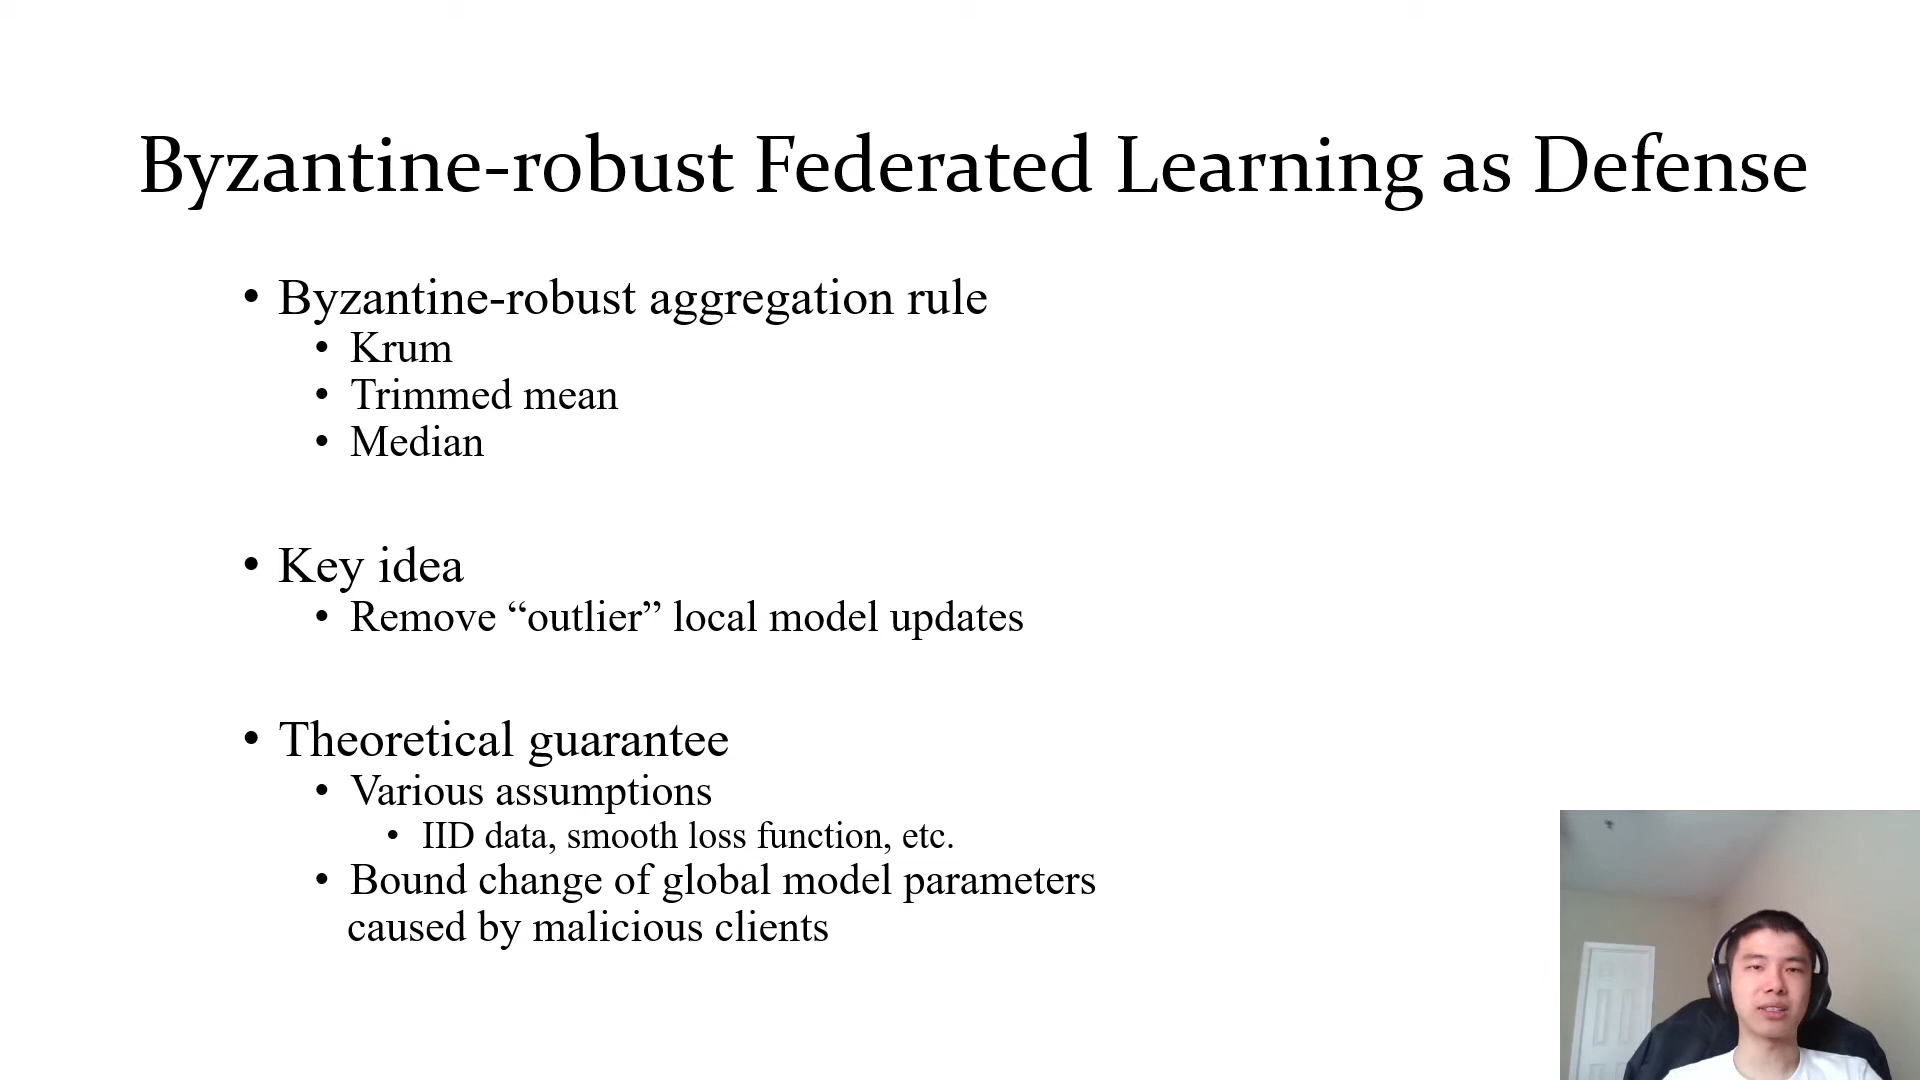 Byzantine-robust Federated Learning as Defense
• Byzantine-robust aggregation rule
• Krum
• Trimmed mean
• Median
• Key idea
• Remove “outlier” local model updates
• Theoretical guarantee
• Various assumptions
• IID data, smooth loss function, etc.
• Bound change of global model parameters
caused by malicious clients